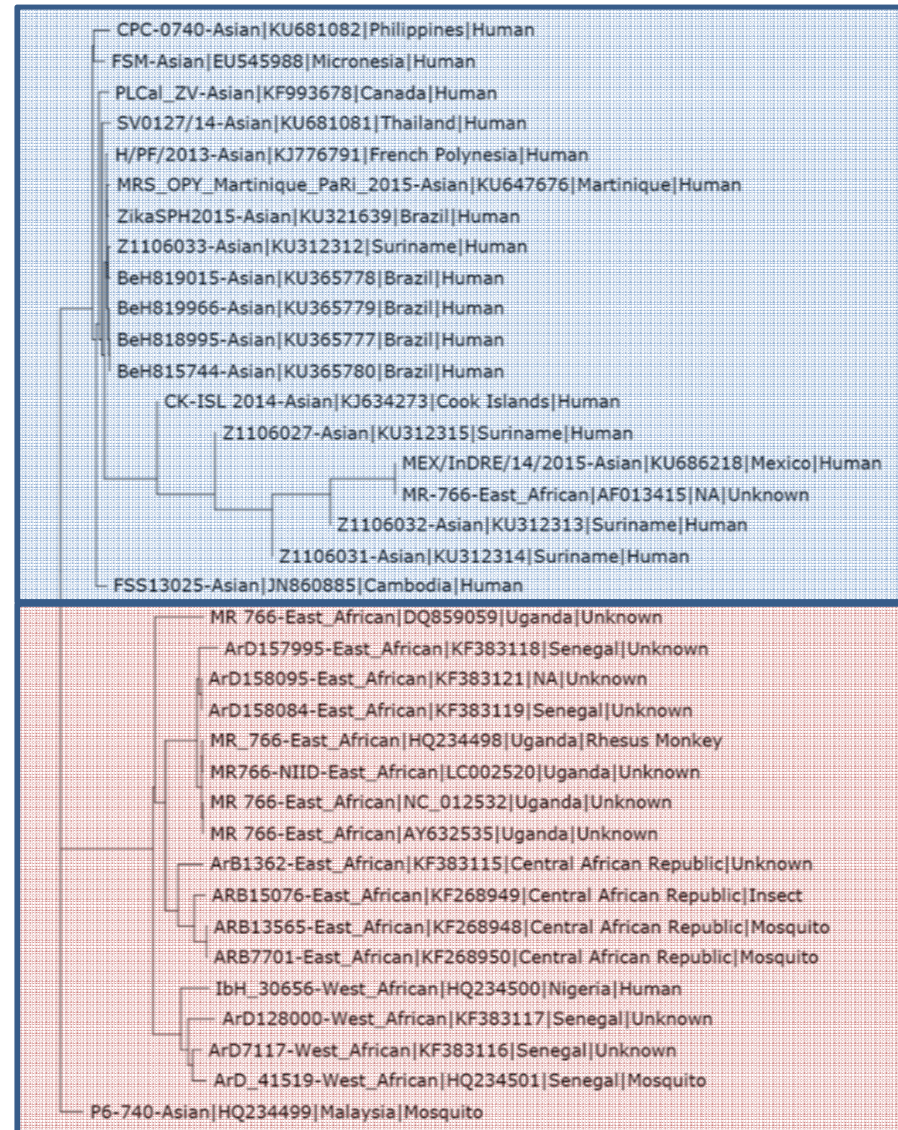 CPC-0740-Asian|KU681082|Philippines|Human
FSM-Asian|EU545988|Micronesia|Human
PLCal_ZV-Asian|KF993678|Canada|Human
SV0127/14-Asian|KU681081|Thailand|Human
H/PF/2013-Asian|KJ776791|French Polynesia|Human
MRS_OPY_Martinique_PaRi_2015-Asian|KU647676|Martinique|Human
ZikaSPH2015-Asian|KU321639|Brazil|Human
Z1106033-Asian|KU312312|Suriname|Human
BeH819015-Asian|KU365778|Brazil|Human
BeH819966-Asian|KU365779|Brazil|Human
BeH818995-Asian|KU365777|Brazil|Human
BeH815744-Asian|KU365780|Brazil|Human
CK-ISL 2014-Asian|KJ634273|Cook Islands|Human
Z1106027-Asian|KU312315|Suriname|Human
MEX/InDRE/14/2015-Asian|KU686218|Mexico|Human
MR-766-East_African|AF013415|NA|Unknown
Z1106032-Asian|KU312313|Suriname|Human
Z1106031-Asian|KU312314|Suriname|Human
FSS13025-Asian|JN860885|Cambodia|Human
MR 766-East_African|DQ859059|Uganda|Unknown
ArD157995-East_African|KF383118|Senegal|Unknown
ArD158095-East_African|KF383121|NA|Unknown
ArD158084-East_African|KF383119|Senegal|Unknown
MR_766-East_African|HQ234498|Uganda|Rhesus Monkey
MR766-NIID-East_African|LC002520|Uganda|Unknown
MR 766-East_African|NC_012532|Uganda|Unknown
MR 766-East_African|AY632535|Uganda|Unknown
ArB1362-East_African|KF383115|Central African Republic|Unknown
ARB15076-East_African|KF268949|Central African Republic|Insect
ARB13565-East_African|KF268948|Central African Republic|Mosquito
ARB7701-East_African|KF268950|Central African Republic|Mosquito
IbH_30656-West_African|HQ234500|Nigeria|Human
ArD128000-West_African|KF383117|Senegal|Unknown
ArD7117-West_African|KF383116|Senegal|Unknown
ArD_41519-West_African|HQ234501|Senegal|Mosquito
P6-740-Asian|HQ234499|Malaysia|Mosquito